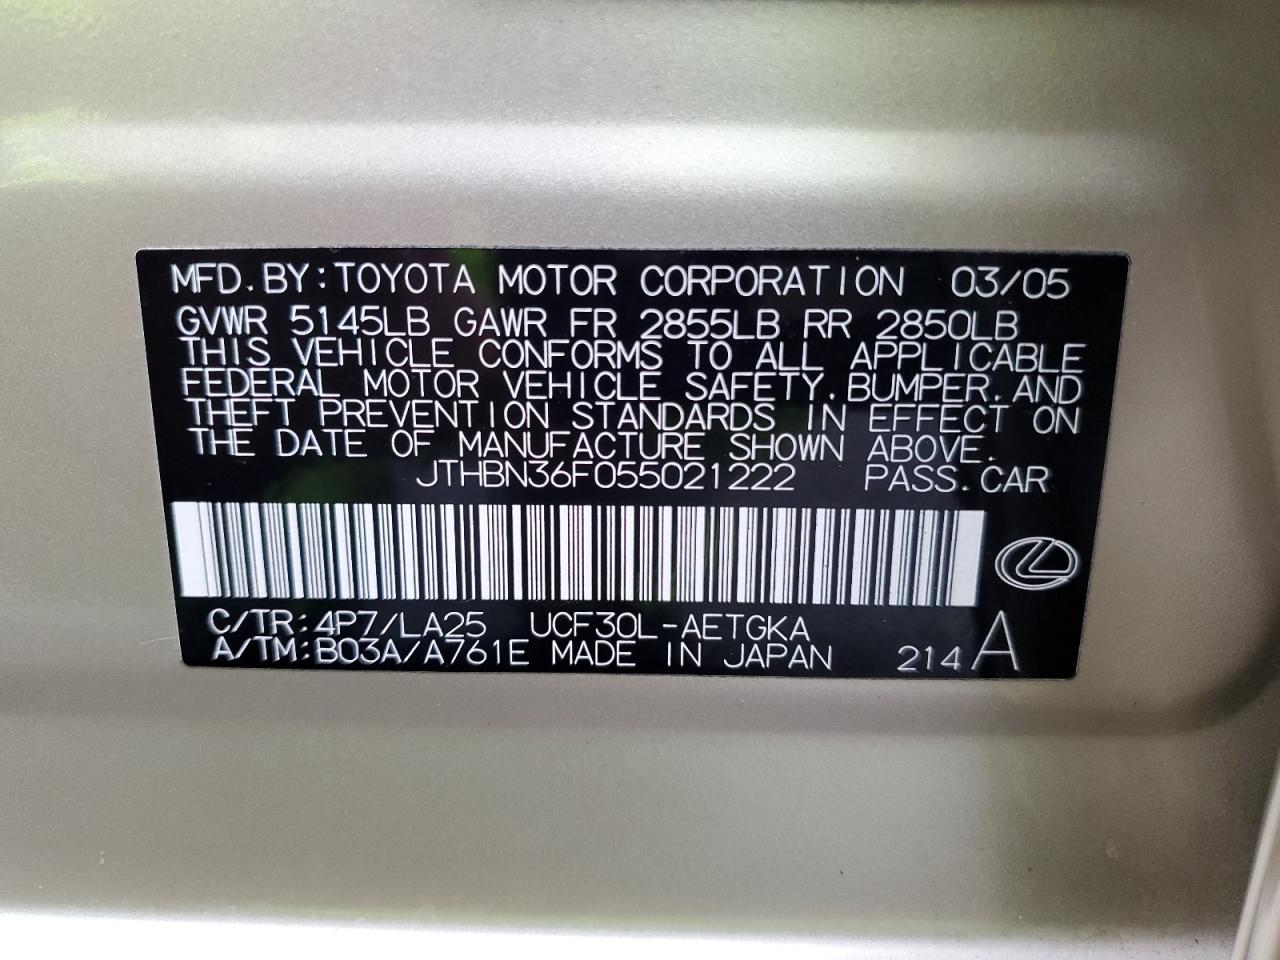 MFD.BY:TOYOTA MOTOR CORPORATION 03/05
GVWR 5145LB GAWR FR 2855LB RR 2850LB
THIS VEHICLE CONFORMS TO ALL APPLICABLE
FEDERAL MOTOR VEHICLE SAFETY.BUMPER.AND
THEFT PREVENTION STANDARDS IN EFFECT ON
THE DATE OF MANUFACTURE SHOWN ABOVE.
JTHBN36F055021222 PASS.CAR
C/TR:4P7/LA25 UCF30L-AETGKA
A/TM:B03A/A761E MADE IN JAPAN 214A